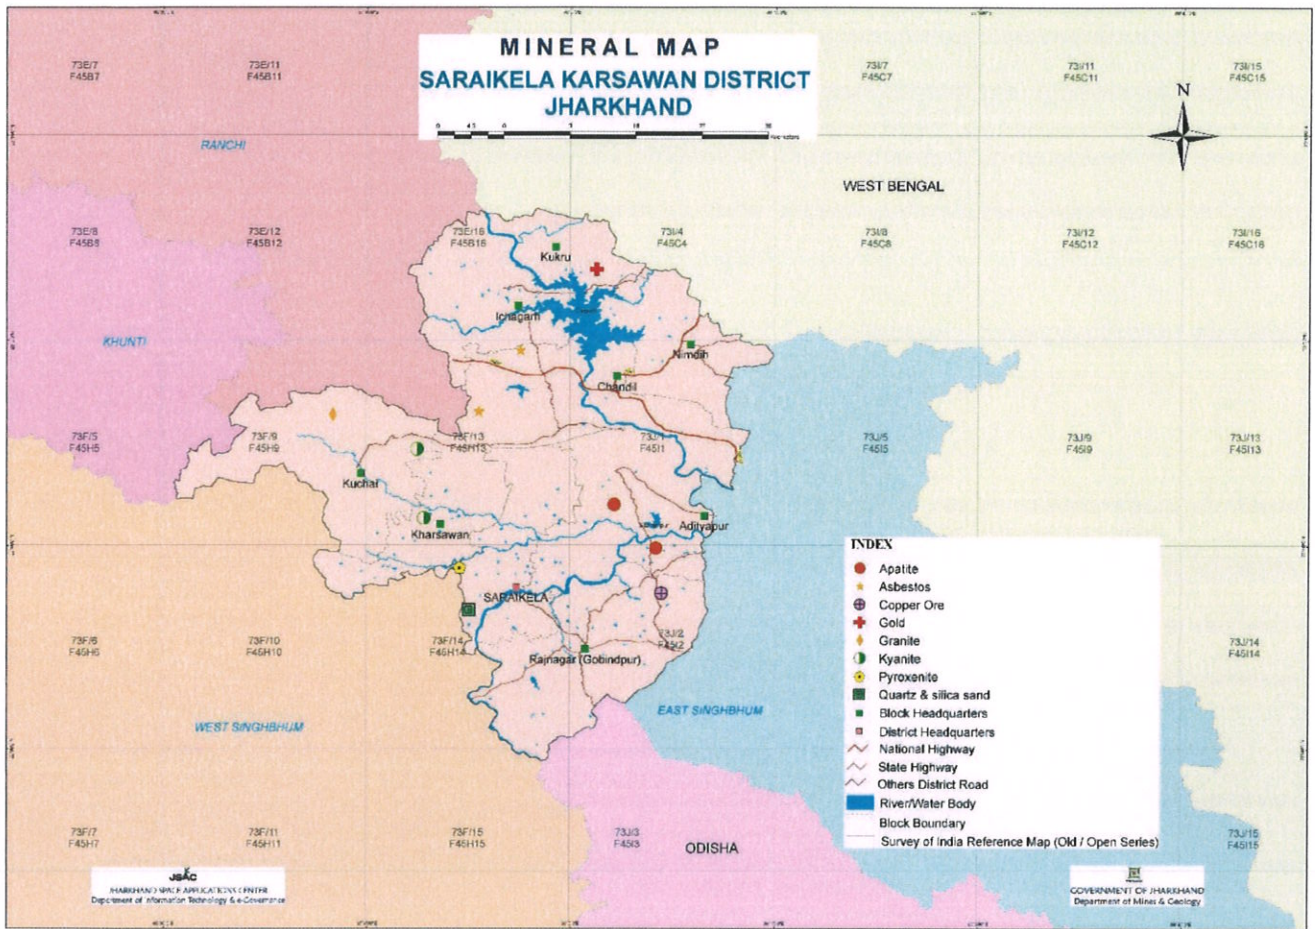 MINERAL MAP
SARAIKELA KARSAWAN DISTRICT
JHARKHAND
N
73E/7
F45B7
73E/11
F45B11
73I/7
F45C7
73I/11
F45C11
73I/15
F45C15
RANCHI
WEST BENGAL
73E/8
F45B8
73E/12
F45B12
73E/16
F45B16
73I/4
F45C4
73I/8
F45C8
73I/12
F45C12
73I/16
F45C16
Kukru
Ichagarh
KHUNTI
Nimdih
Chandil
73F/5
F45H5
73F/9
F45H9
73F/13
F45H13
73J/1
F45I1
73J/5
F45I5
73J/9
F45I9
73J/13
F45I13
Kuchai
Kharsawan
Adityapur
SARAIKELA
73F/6
F45H6
73F/10
F45H10
73F/14
F45H14
73J/2
F45I2
73J/14
F45I14
Rajnagar (Gobindpur)
EAST SINGHBHUM
WEST SINGHBHUM
INDEX
Apatite
Asbestos
Copper Ore
Gold
Granite
Kyanite
Pyroxenite
Quartz & silica sand
Block Headquarters
District Headquarters
National Highway
State Highway
Others District Road
River/Water Body
Block Boundary
Survey of India Reference Map (Old / Open Series)
73F/7
F45H7
73F/11
F45H11
73F/15
F45H15
73J/3
F45I3
73J/15
F45I15
ODISHA
JSAC
JHARKHAND SPACE APPLICATIONS CENTER
Department of Information Technology & e-Governance
GOVERNMENT OF JHARKHAND
Department of Mines & Geology